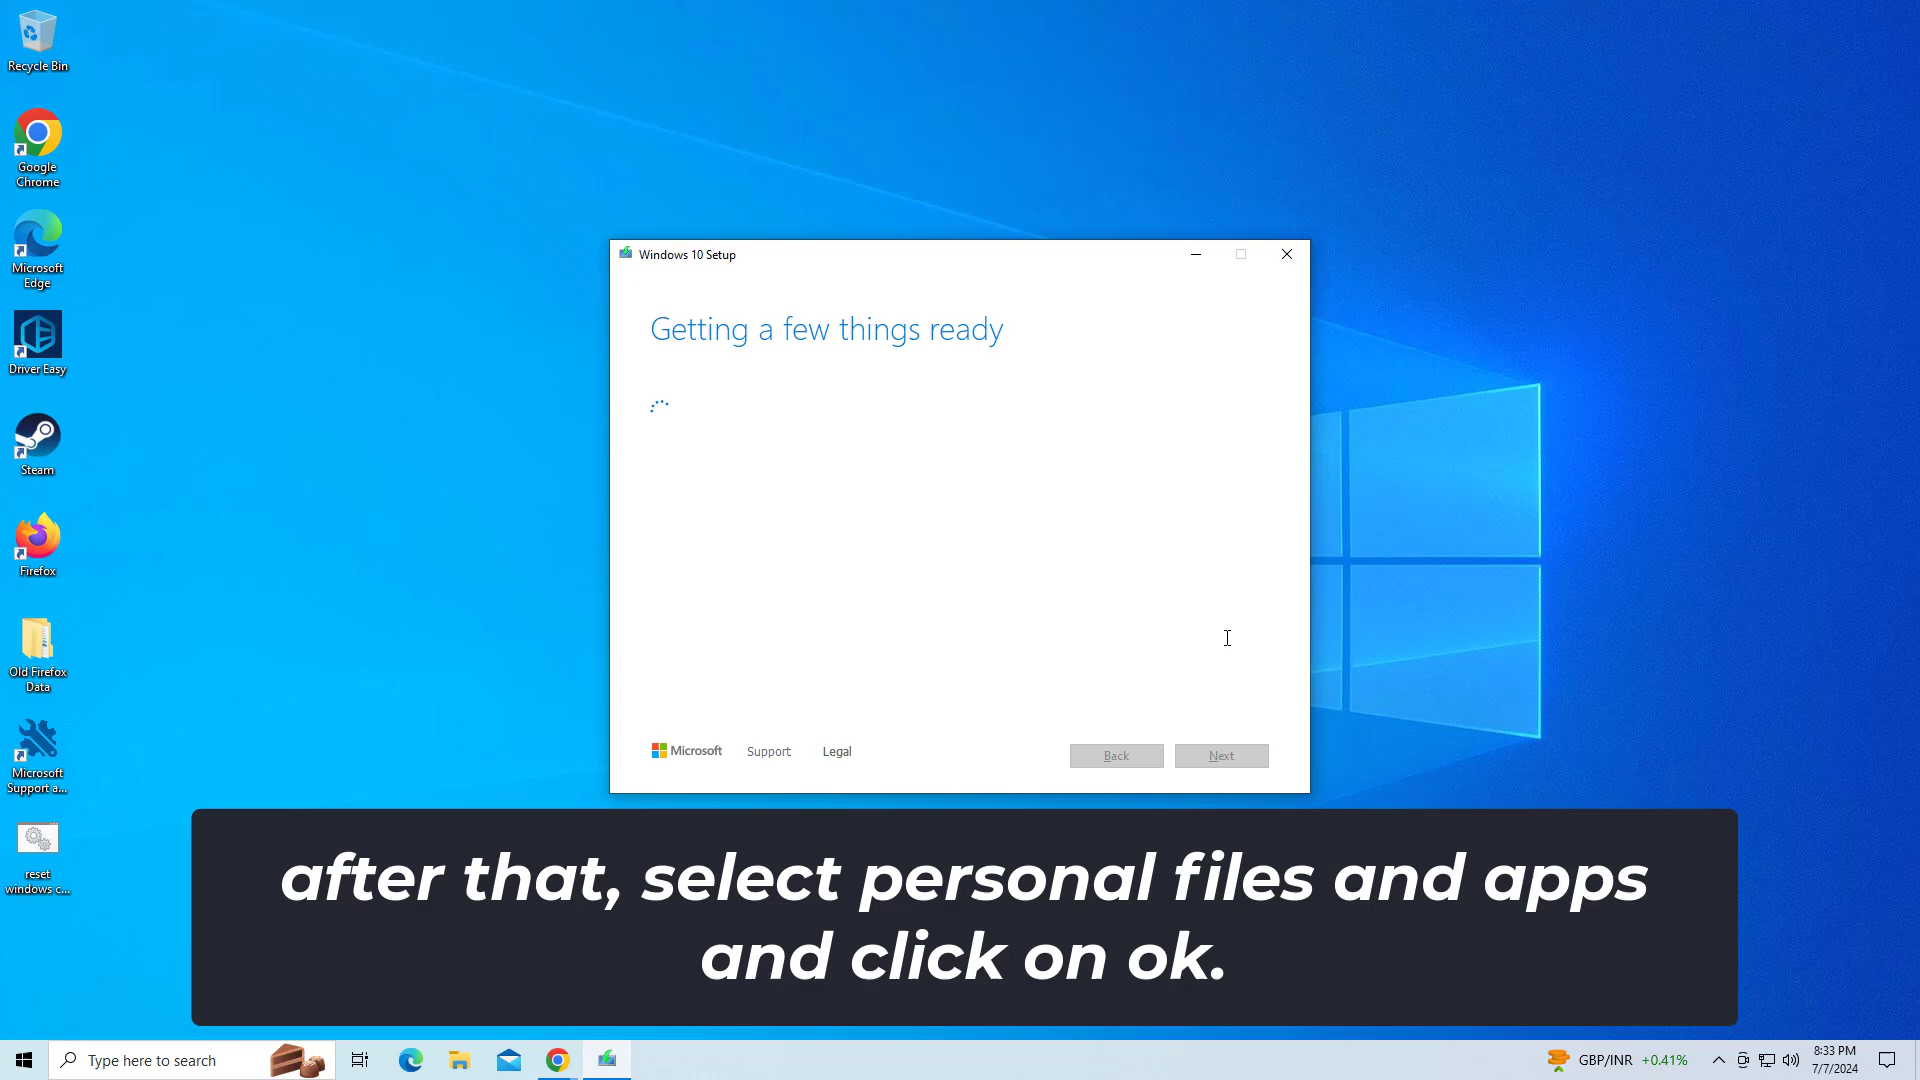 Recycle Bin
Google
Chrome
Microsoft
Edge
Driver Easy
Steam
Firefox
Old Firefox
Data
Microsoft
Support a...
reset
windows c...
Windows 10 Setup
Getting a few things ready
Microsoft
Support
Legal
Back
Next
after that, select personal files and apps
and click on ok.
Type here to search
GBP/INR +0.41%
8:33 PM
7/7/2024